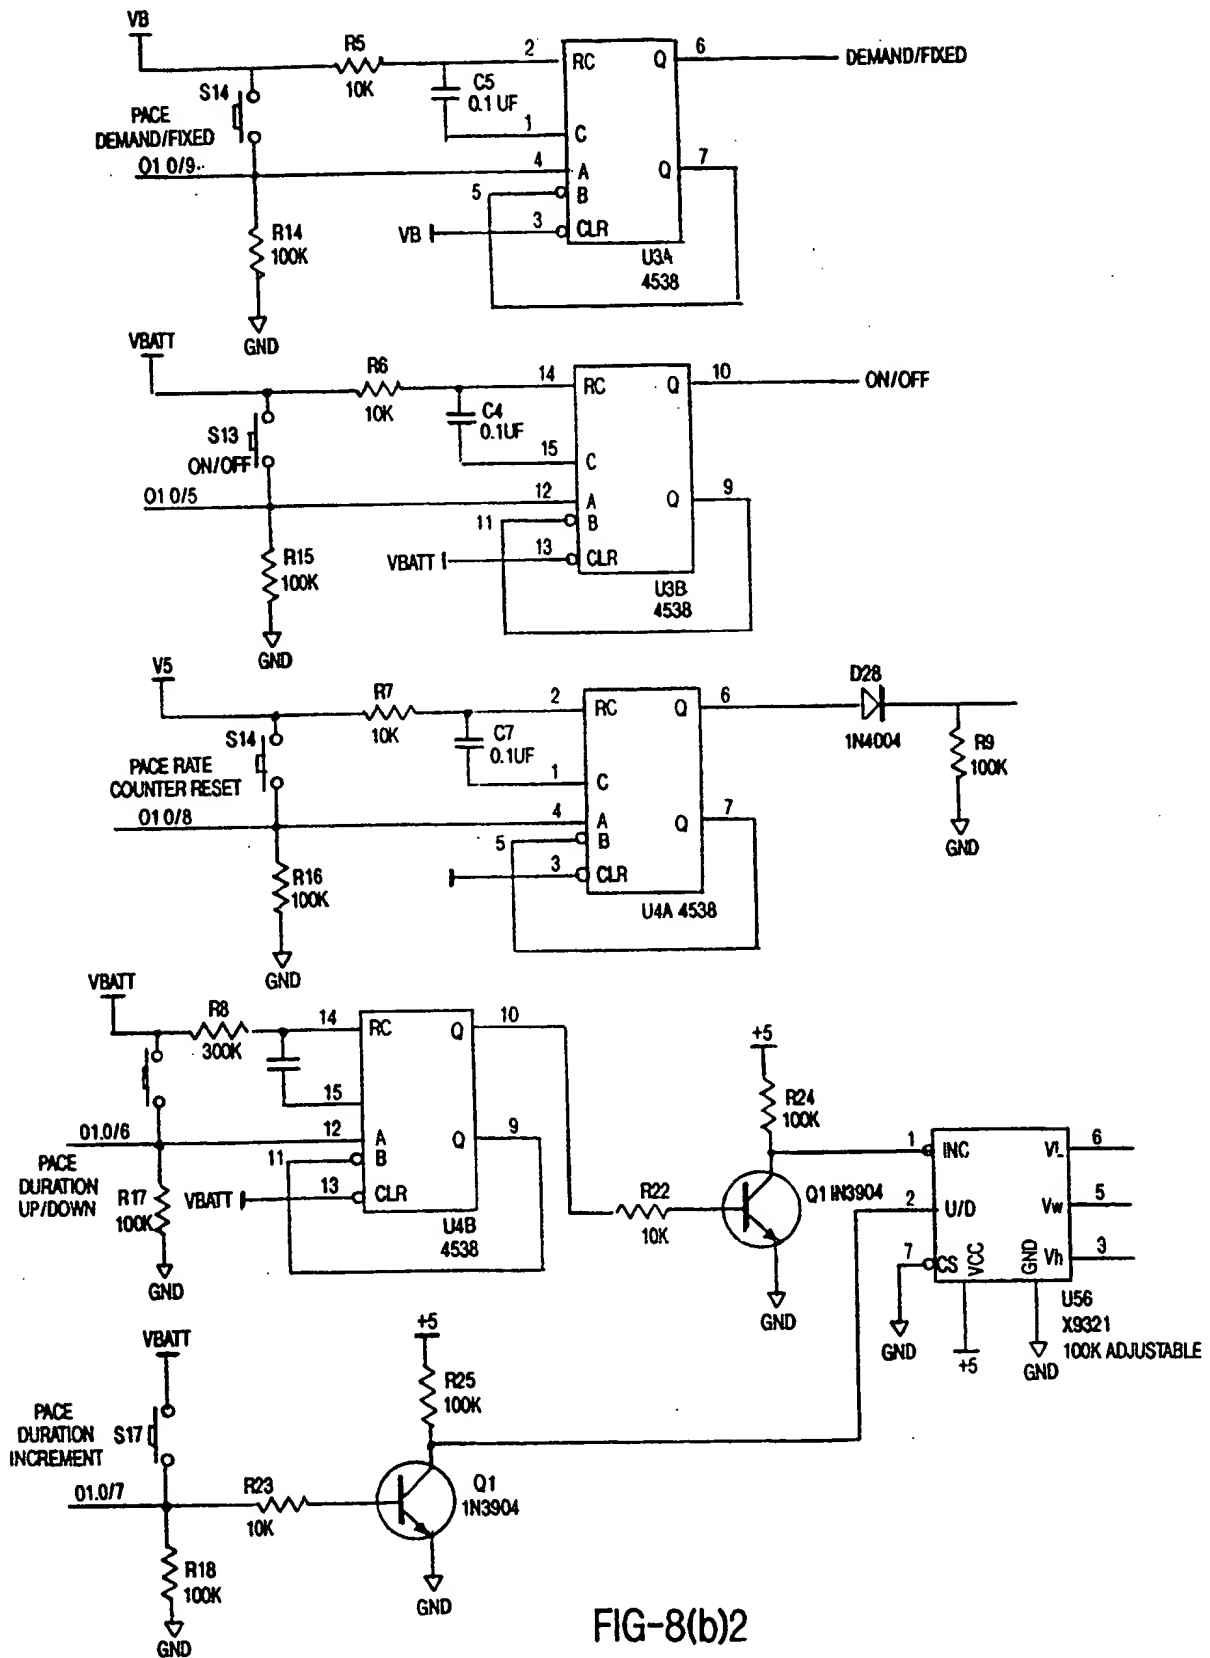 VB
R5
10K
2
RC
Q
6
DEMAND/FIXED
S14
C5
0.1 UF
PACE
DEMAND/FIXED
1
C
01 0/9
4
A
Q
7
5
B
VB
3
CLR
R14
100K
U3A
4538
GND
VBATT
R6
10K
14
RC
Q
10
ON/OFF
S13
ON/OFF
C4
0.1UF
15
C
01 0/5
12
A
Q
9
11
B
VBATT
13
CLR
R15
100K
U3B
4538
GND
V5
R7
10K
2
RC
Q
6
D28
1N4004
R9
100K
GND
S14
C7
0.1UF
PACE RATE
COUNTER RESET
1
C
01 0/8
4
A
Q
7
5
B
3
CLR
R16
100K
U4A 4538
GND
VBATT
R8
300K
14
RC
Q
10
15
01.0/6
12
A
Q
9
11
B
PACE
DURATION
UP/DOWN
R17
100K
VBATT
13
CLR
U4B
4538
GND
+5
R24
100K
1
INC
VL
6
R22
10K
Q1 IN3904
2
U/D
Vw
5
7
CS
VCC
GND
Vh
3
GND
GND
+5
GND
U56
X9321
100K ADJUSTABLE
VBATT
+5
R25
100K
PACE
DURATION
INCREMENT
S17
01.0/7
R23
10K
Q1
1N3904
R18
100K
GND
GND
FIG-8(b)2